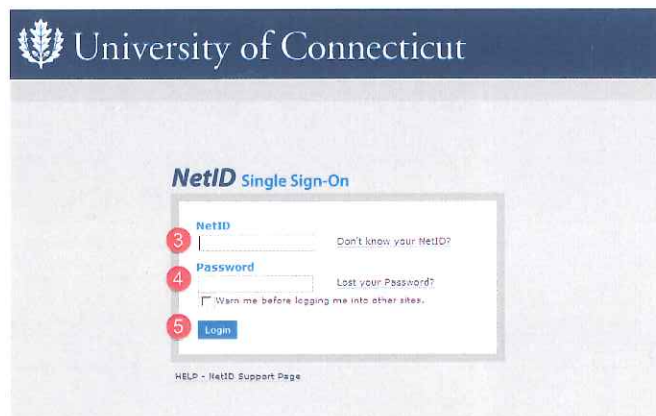 University of Connecticut
NetID Single Sign-On
NetID
3
Don't know your NetID?
Password
4
Lost your Password?
Warn me before logging me into other sites.
5 Login
HELP - NetID Support Page